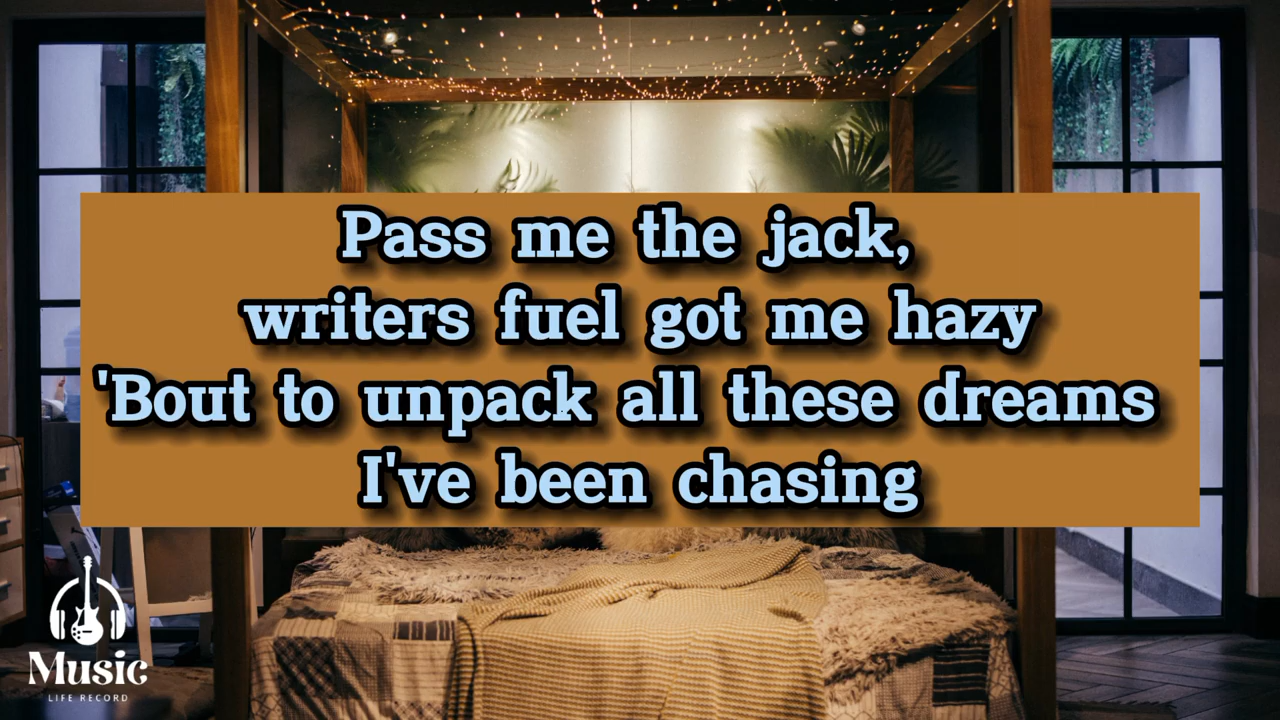 Pass me the jack,
writers fuel got me hazy
'Bout to unpack all these dreams
I've been chasing
Music
LIFE RECORD